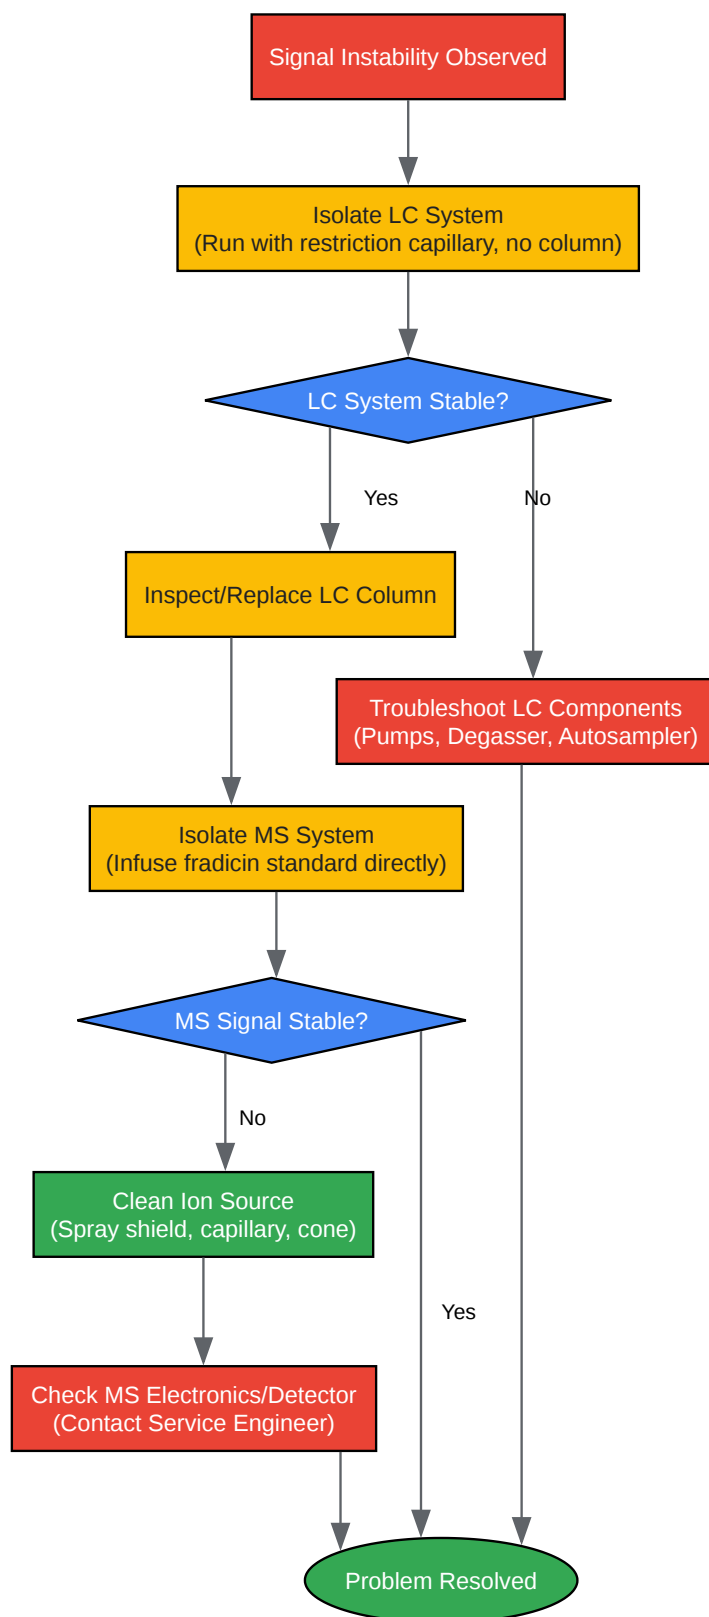 Signal Instability Observed
Isolate LC System
(Run with restriction capillary, no column)
LC System Stable?
Yes
No
Inspect/Replace LC Column
Troubleshoot LC Components
(Pumps, Degasser, Autosampler)
Isolate MS System
(Infuse fradicin standard directly)
MS Signal Stable?
No
Clean Ion Source
(Spray shield, capillary, cone)
Yes
Check MS Electronics/Detector
(Contact Service Engineer)
Problem Resolved